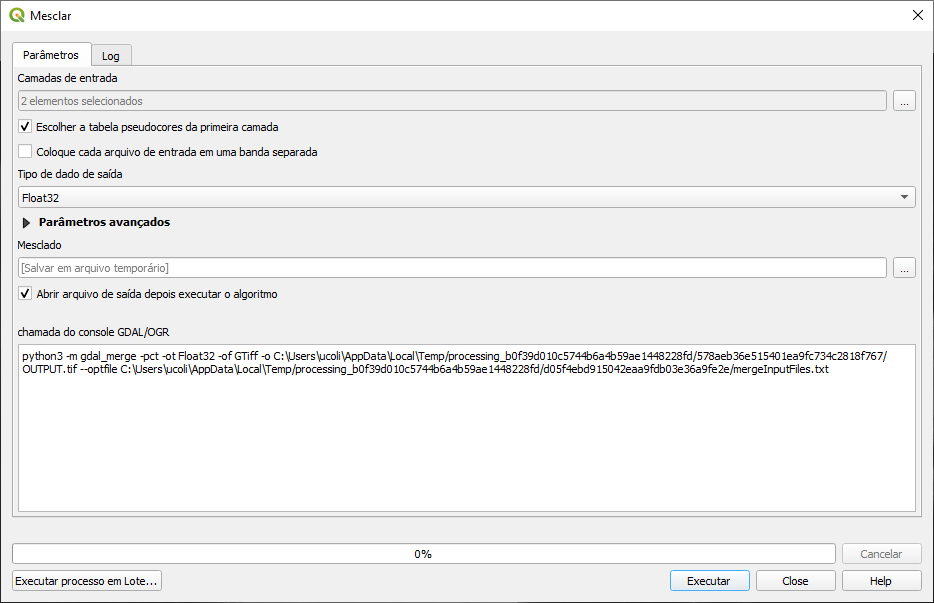 Mesclar
Parâmetros
Log
Camadas de entrada
2 elementos selecionados
...
Escolher a tabela pseudocores da primeira camada
Coloque cada arquivo de entrada em uma banda separada
Tipo de dado de saída
Float32
Parâmetros avançados
Mesclado
[Salvar em arquivo temporário]
...
Abrir arquivo de saída depois executar o algoritmo
chamada do console GDAL/OGR
python3 -m gdal_merge -pct -ot Float32 -of GTiff -o C:\Users\ucoli\AppData\Local\Temp/processing_b0f39d010c5744b6a4b59ae1448228fd/578aeb36e515401ea9fc734c2818f767/
OUTPUT.tif --optfile C:\Users\ucoli\AppData\Local\Temp/processing_b0f39d010c5744b6a4b59ae1448228fd/d05f4ebd915042eaa9fdb03e36a9fe2e/mergeInputFiles.txt
0%
Cancelar
Executar processo em Lote...
Executar
Close
Help